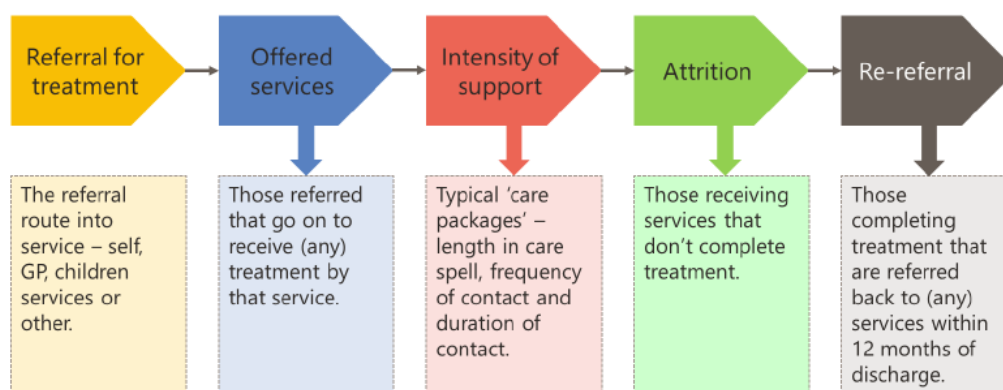 Referral for
treatment
Offered
services
Intensity of
support
Attrition
Re-referral
The referral
route into
service – self,
GP, children
services or
other.
Those referred
that go on to
receive (any)
treatment by
that service.
Typical ‘care
packages’ –
length in care
spell, frequency
of contact and
duration of
contact.
Those receiving
services that
don’t complete
treatment.
Those
completing
treatment that
are referred
back to (any)
services within
12 months of
discharge.